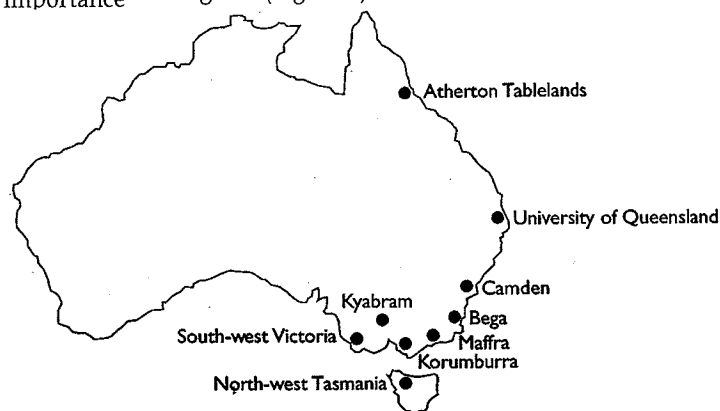 importance
Atherton Tablelands
University of Queensland
Camden
Kyabram
Bega
South-west Victoria
Maffra
Korumburra
North-west Tasmania